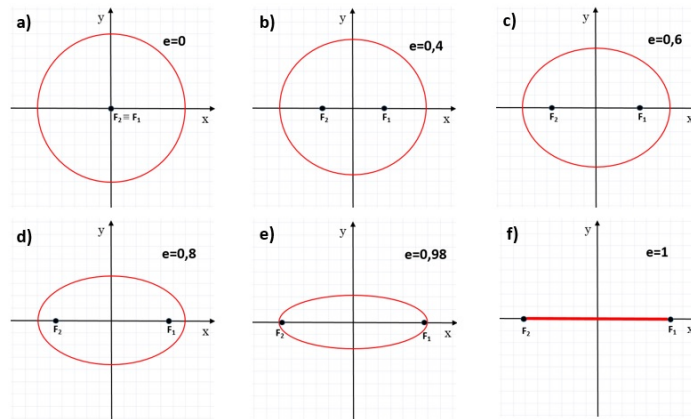 a)
y
e=0
F₂ ≡ F₁
x
b)
y
e=0,4
F₂
F₁
x
c)
y
e=0,6
F₂
F₁
x
d)
y
e=0,8
F₂
F₁
x
e)
y
e=0,98
F₂
F₁
x
f)
y
e=1
F₂
F₁
x